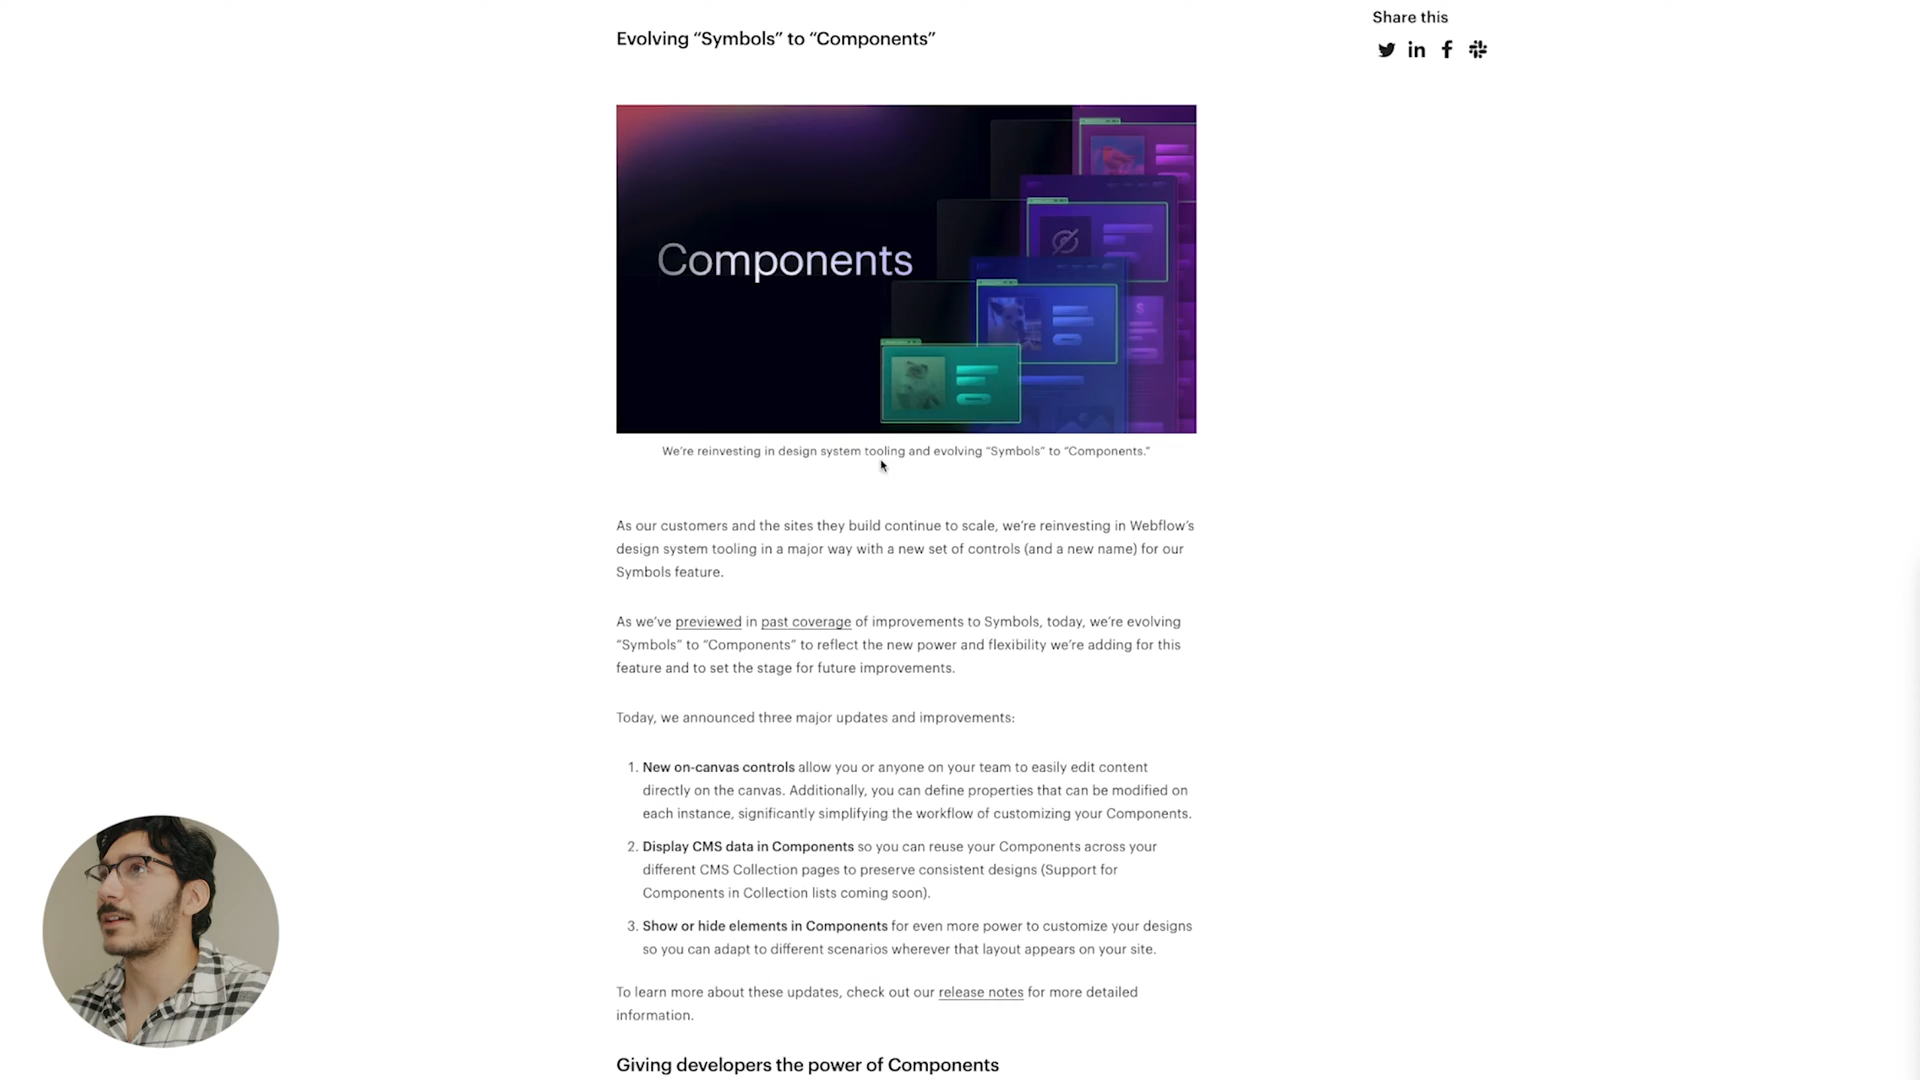 Share this
Evolving “Symbols” to “Components”
Components
We’re reinvesting in design system tooling and evolving “Symbols” to “Components.”
As our customers and the sites they build continue to scale, we’re reinvesting in Webflow’s
design system tooling in a major way with a new set of controls (and a new name) for our
Symbols feature.
As we’ve previewed in past coverage of improvements to Symbols, today, we’re evolving
“Symbols” to “Components” to reflect the new power and flexibility we’re adding for this
feature and to set the stage for future improvements.
Today, we announced three major updates and improvements:
1. New on-canvas controls allow you or anyone on your team to easily edit content
directly on the canvas. Additionally, you can define properties that can be modified on
each instance, significantly simplifying the workflow of customizing your Components.
2. Display CMS data in Components so you can reuse your Components across your
different CMS Collection pages to preserve consistent designs (Support for
Components in Collection lists coming soon).
3. Show or hide elements in Components for even more power to customize your designs
so you can adapt to different scenarios wherever that layout appears on your site.
To learn more about these updates, check out our release notes for more detailed
information.
Giving developers the power of Components